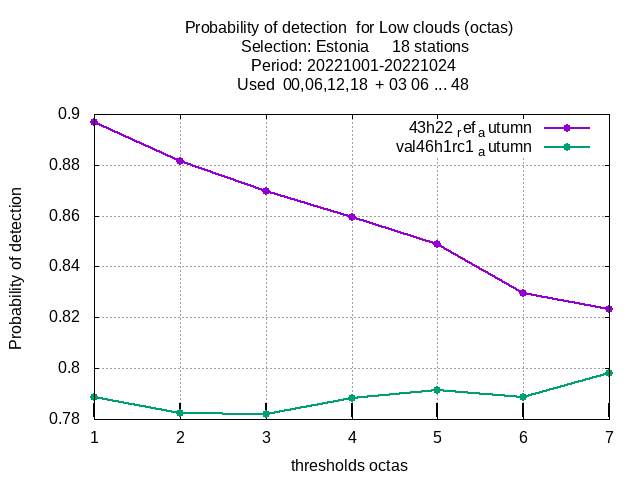 Probability of detection  for Low clouds (octas)
Selection: Estonia     18 stations
Period: 20221001-20221024
Used  00,06,12,18  + 03 06 ... 48
0.9
43h22 ref a utumn
val46h1rc1 a utumn
0.88
0.86
0.84
0.82
0.8
0.78
Probability of detection
1 2 3 4 5 6 7
thresholds octas